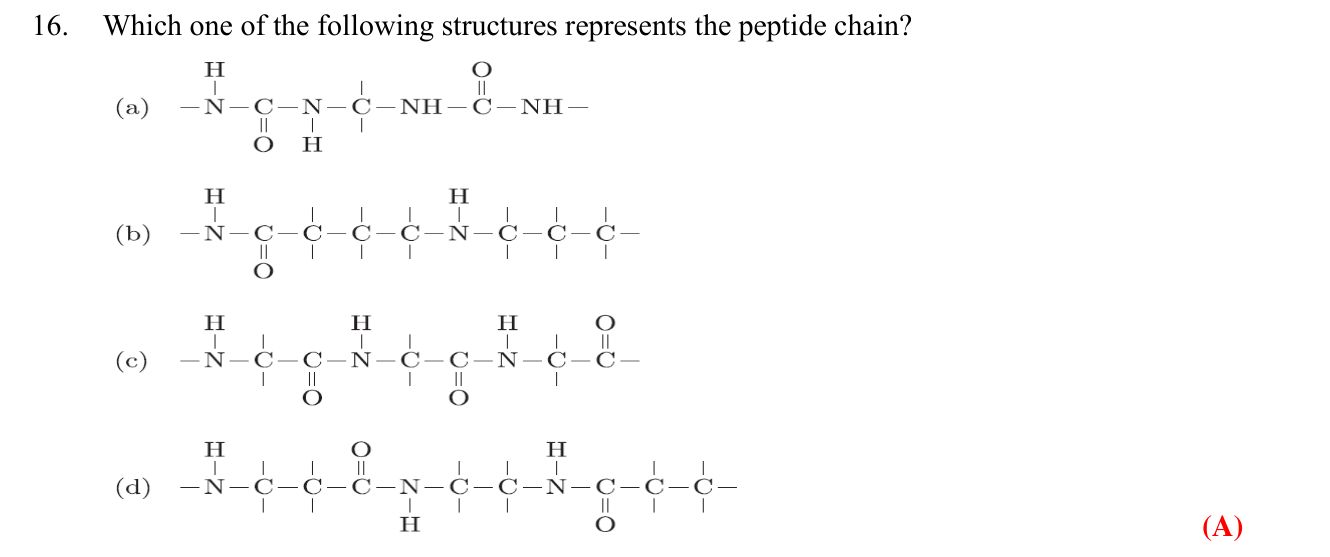 16. Which one of the following structures represents the peptide chain?
H O
(a) —N—C—N—C—NH—C—NH—
O H
H H
(b) —N—C—C—C—C—N—C—C—C—
O
H H H O
(c) —N—C—C—N—C—C—N—C—C—
O O
H O H
(d) —N—C—C—C—N—C—C—N—C—C—C—
H O
(A)